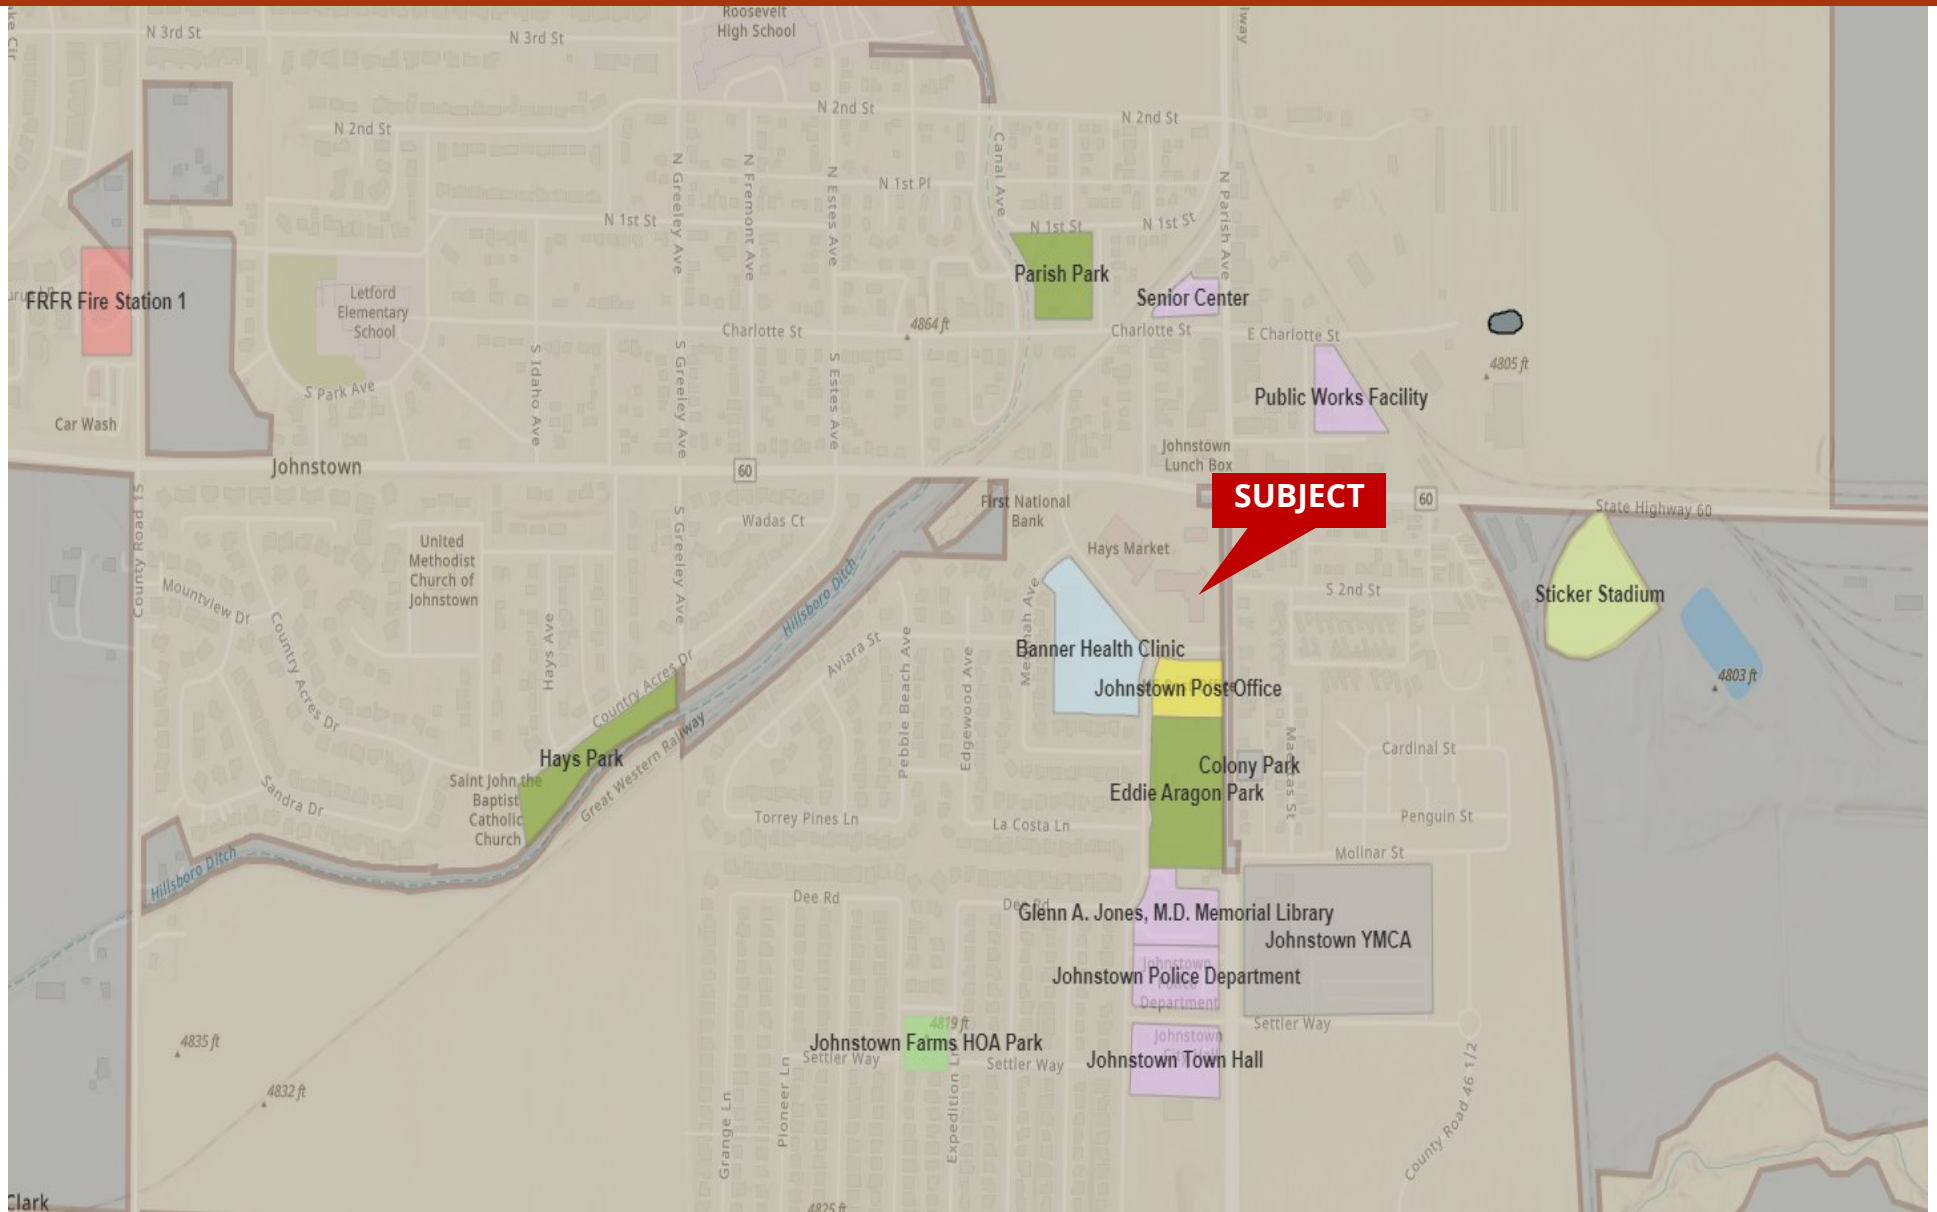 Roosevelt
High School
N 3rd St
N 3rd St
N 2nd St
N 2nd St
N 2nd St
Canal Ave
N Greeley Ave
N Fremont Ave
N Estes Ave
N 1st Pl
N Parish Ave
N 1st St
N 1st St
N 1st St
Parish Park
Senior Center
FRFR Fire Station 1
Letford
Elementary
School
Charlotte St
4864 ft
Charlotte St
E Charlotte St
4805 ft
S Park Ave
S Idaho Ave
S Greeley Ave
S Estes Ave
Public Works Facility
Car Wash
Johnstown
60
Johnstown
Lunch Box
SUBJECT
60
State Highway 60
County Road 15
First National
Bank
Wadas Ct
S Greeley Ave
United
Methodist
Church of
Johnstown
Hays Market
Hillsboro Ditch
S 2nd St
Sticker Stadium
Mountview Dr
Country Acres Dr
Hays Ave
Aviara St
Pebble Beach Ave
Edgewood Ave
Banner Health Clinic
Johnstown Post Office
4803 ft
Country Acres Dr
Great Western Railway
Hays Park
Colony Park
Cardinal St
Eddie Aragon Park
Saint John the
Baptist
Catholic
Church
Sandra Dr
Torrey Pines Ln
La Costa Ln
Penguin St
Molinar St
Hillsboro Ditch
Dee Rd
Dee Rd
Glenn A. Jones, M.D. Memorial Library
Johnstown YMCA
Johnstown
Police
Department
Johnstown Police Department
4819 ft
Settler Way
Johnstown Farms HOA Park
Settler Way
Settler Way
Johnstown
City Hall
Johnstown Town Hall
4835 ft
4832 ft
Grange Ln
Pioneer Ln
Expedition Ln
County Road 46 1/2
Clark
4825 ft